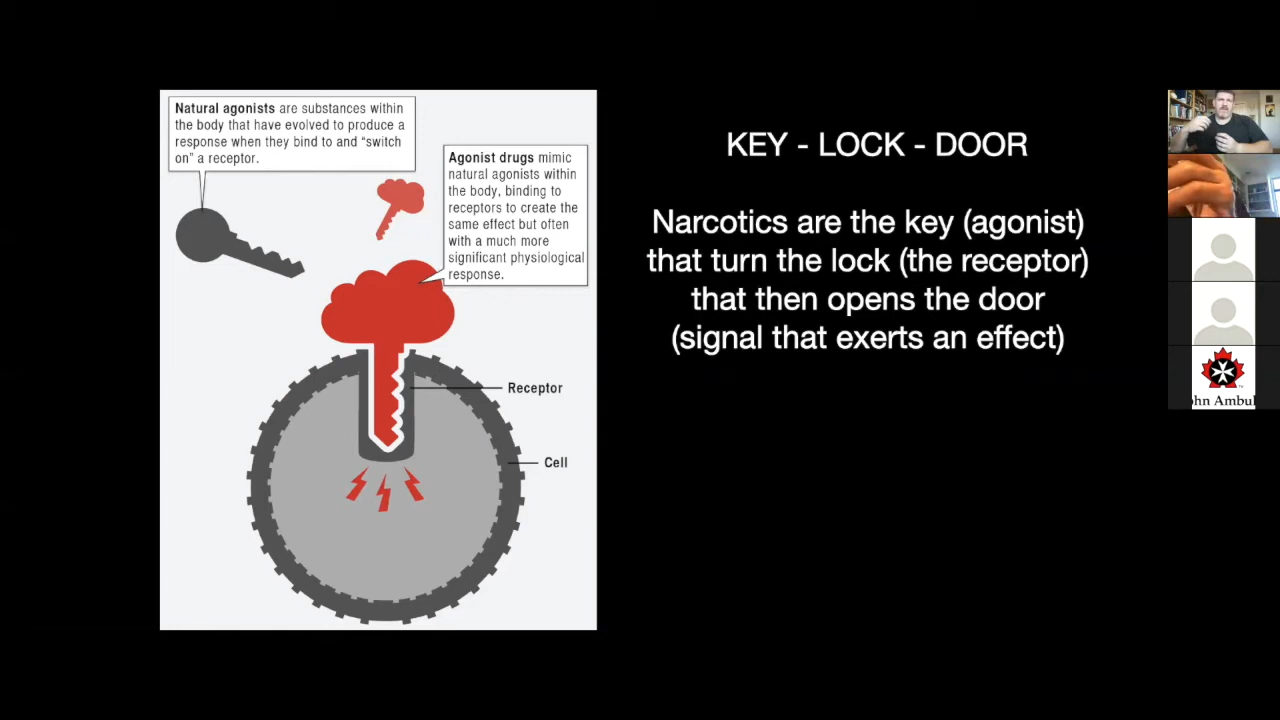 Natural agonists are substances within
the body that have evolved to produce a
response when they bind to and “switch
on” a receptor.
Agonist drugs mimic
natural agonists within
the body, binding to
receptors to create the
same effect but often
with a much more
significant physiological
response.
Receptor
Cell
KEY - LOCK - DOOR
Narcotics are the key (agonist)
that turn the lock (the receptor)
that then opens the door
(signal that exerts an effect)
ohn Ambul